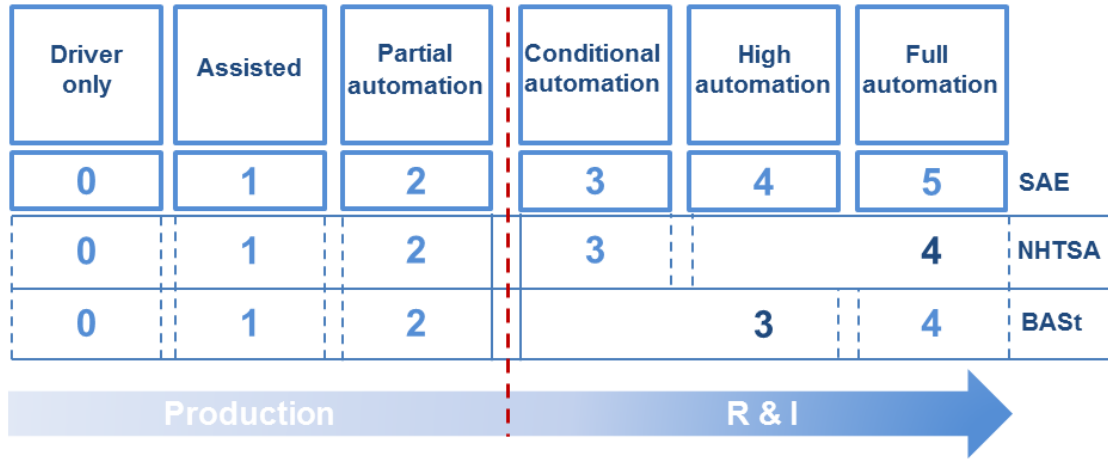 Driver only
Assisted
Partial automation
Conditional automation
High automation
Full automation
0 1 2 3 4 5 SAE
0 1 2 3 4 NHTSA
0 1 2 3 4 BASt
Production R & I